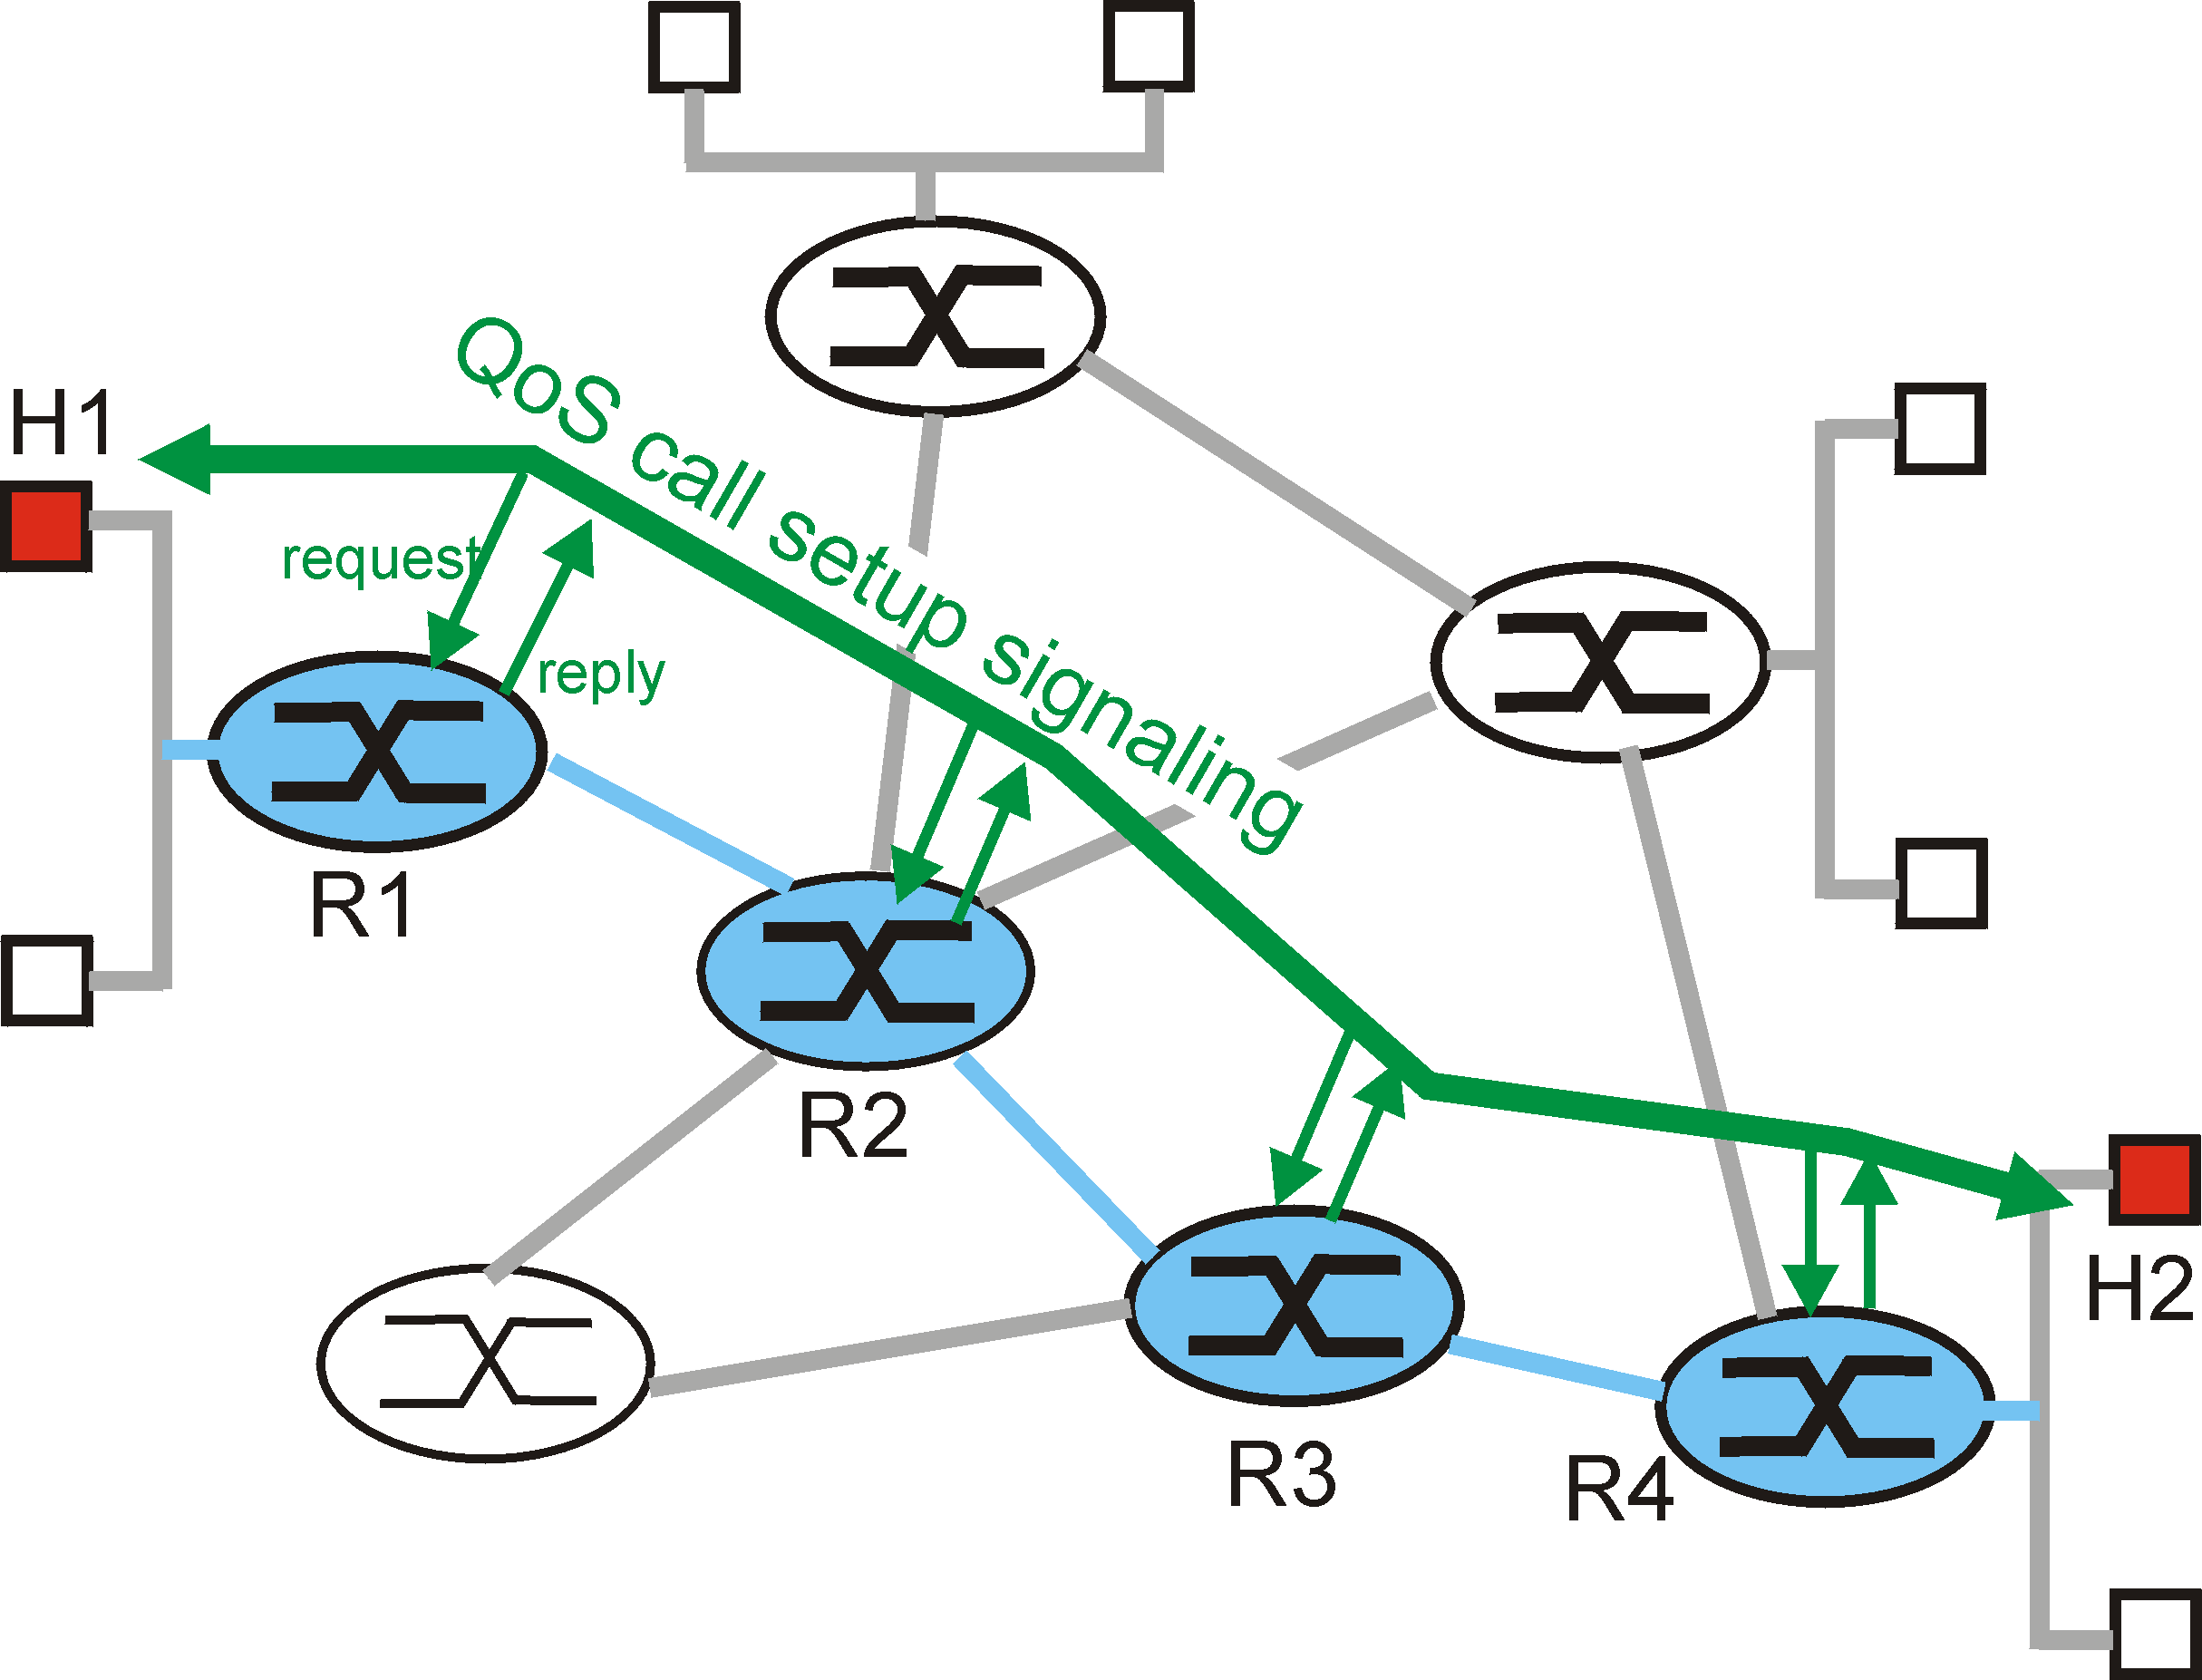 QoS call setup signaling
H1
request
reply
R1
R2
H2
R3
R4